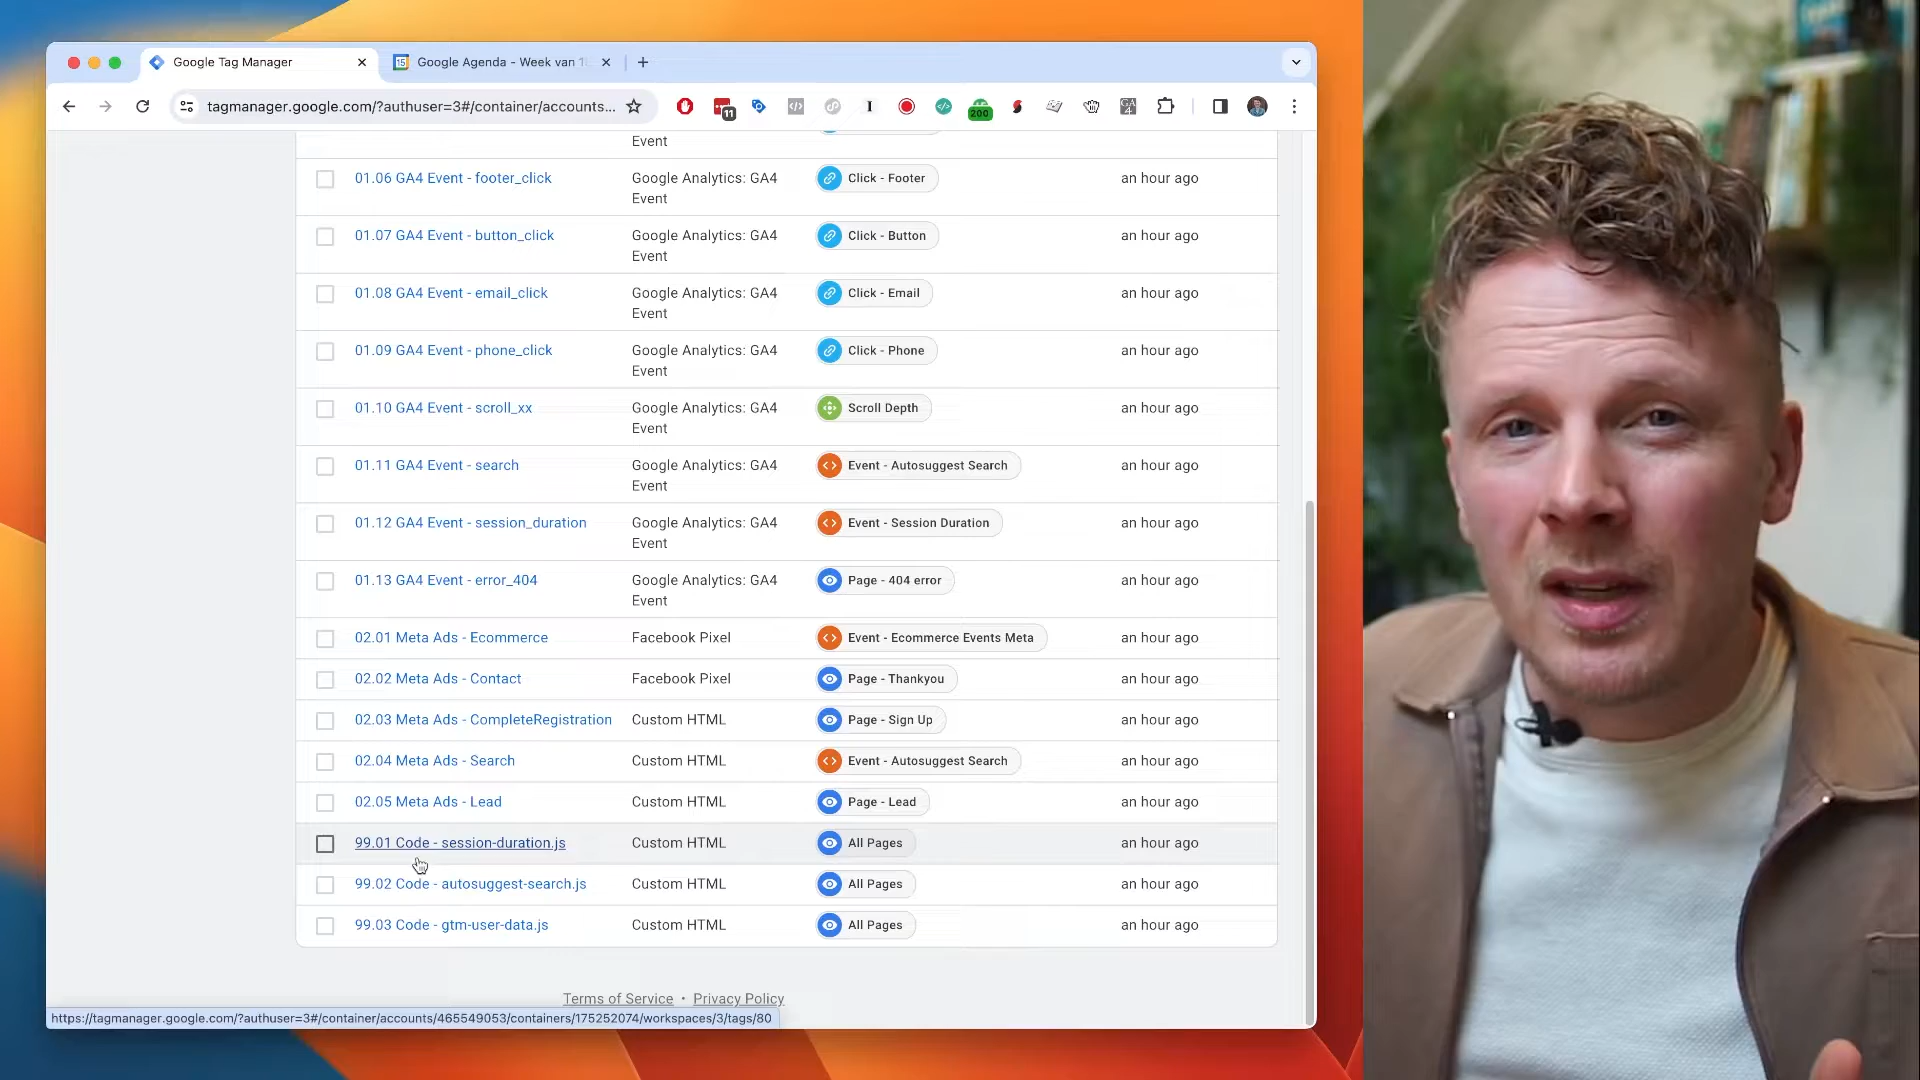 Google Tag Manager
15
Google Agenda - Week van 1
tagmanager.google.com/?authuser=3#/container/accounts...
11
200
GA
4
Event
01.06 GA4 Event - footer_click
Google Analytics: GA4
Event
Click - Footer
an hour ago
01.07 GA4 Event - button_click
Google Analytics: GA4
Event
Click - Button
an hour ago
01.08 GA4 Event - email_click
Google Analytics: GA4
Event
Click - Email
an hour ago
01.09 GA4 Event - phone_click
Google Analytics: GA4
Event
Click - Phone
an hour ago
01.10 GA4 Event - scroll_xx
Google Analytics: GA4
Event
Scroll Depth
an hour ago
01.11 GA4 Event - search
Google Analytics: GA4
Event
Event - Autosuggest Search
an hour ago
01.12 GA4 Event - session_duration
Google Analytics: GA4
Event
Event - Session Duration
an hour ago
01.13 GA4 Event - error_404
Google Analytics: GA4
Event
Page - 404 error
an hour ago
02.01 Meta Ads - Ecommerce
Facebook Pixel
Event - Ecommerce Events Meta
an hour ago
02.02 Meta Ads - Contact
Facebook Pixel
Page - Thankyou
an hour ago
02.03 Meta Ads - CompleteRegistration
Custom HTML
Page - Sign Up
an hour ago
02.04 Meta Ads - Search
Custom HTML
Event - Autosuggest Search
an hour ago
02.05 Meta Ads - Lead
Custom HTML
Page - Lead
an hour ago
99.01 Code - session-duration.js
Custom HTML
All Pages
an hour ago
99.02 Code - autosuggest-search.js
Custom HTML
All Pages
an hour ago
99.03 Code - gtm-user-data.js
Custom HTML
All Pages
an hour ago
Terms of Service • Privacy Policy
https://tagmanager.google.com/?authuser=3#/container/accounts/465549053/containers/175252074/workspaces/3/tags/80